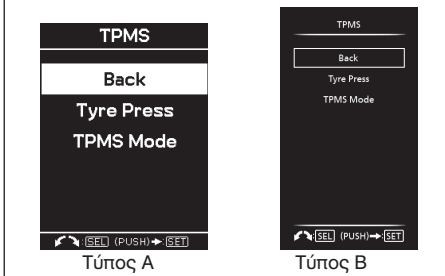 TPMS
Back
Tyre Press
TPMS Mode
:SEL (PUSH)➔:SET
Τύπος A
TPMS
Back
Tyre Press
TPMS Mode
:SEL (PUSH)➔:SET
Τύπος B